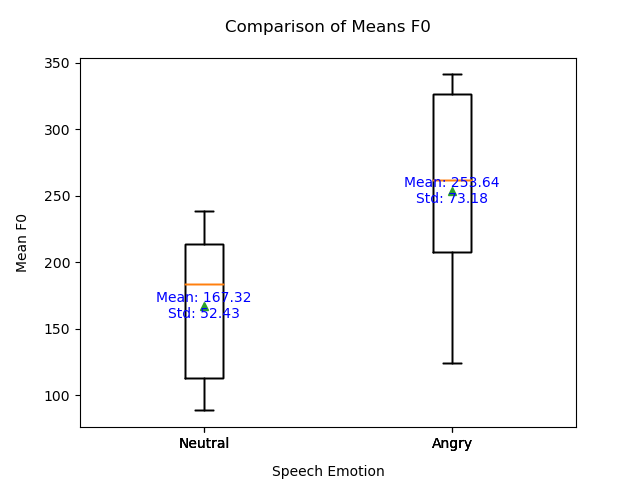 Comparison of Means F0
350
300
250
200
150
100
Mean F0
Mean: 167.32
Std: 52.43
Mean: 253.64
Std: 73.18
Neutral
Angry
Speech Emotion